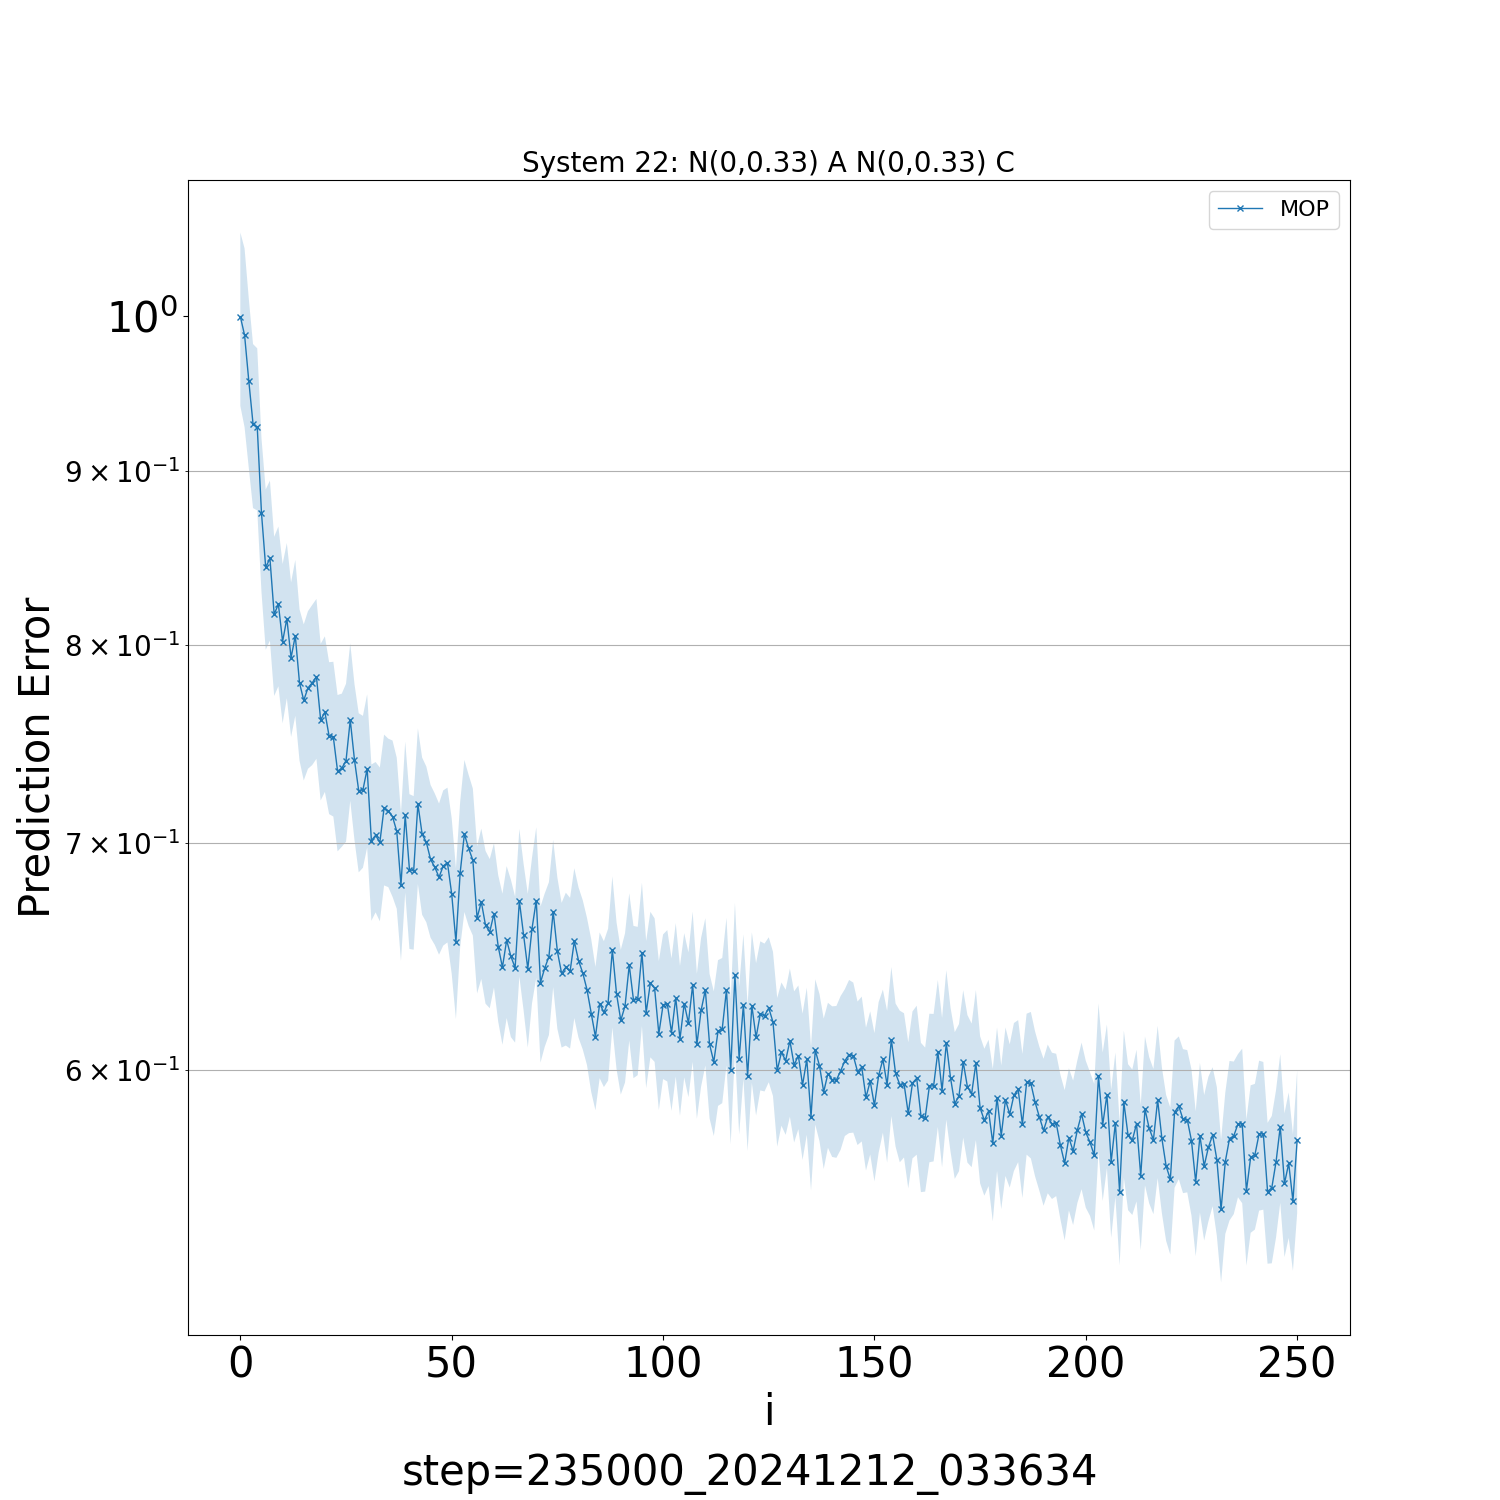 System 22: N(0,0.33) A N(0,0.33) C
MOP
10⁰
9 × 10⁻¹
8 × 10⁻¹
7 × 10⁻¹
6 × 10⁻¹
Prediction Error
0 50 100 150 200 250
i
step=235000_20241212_033634